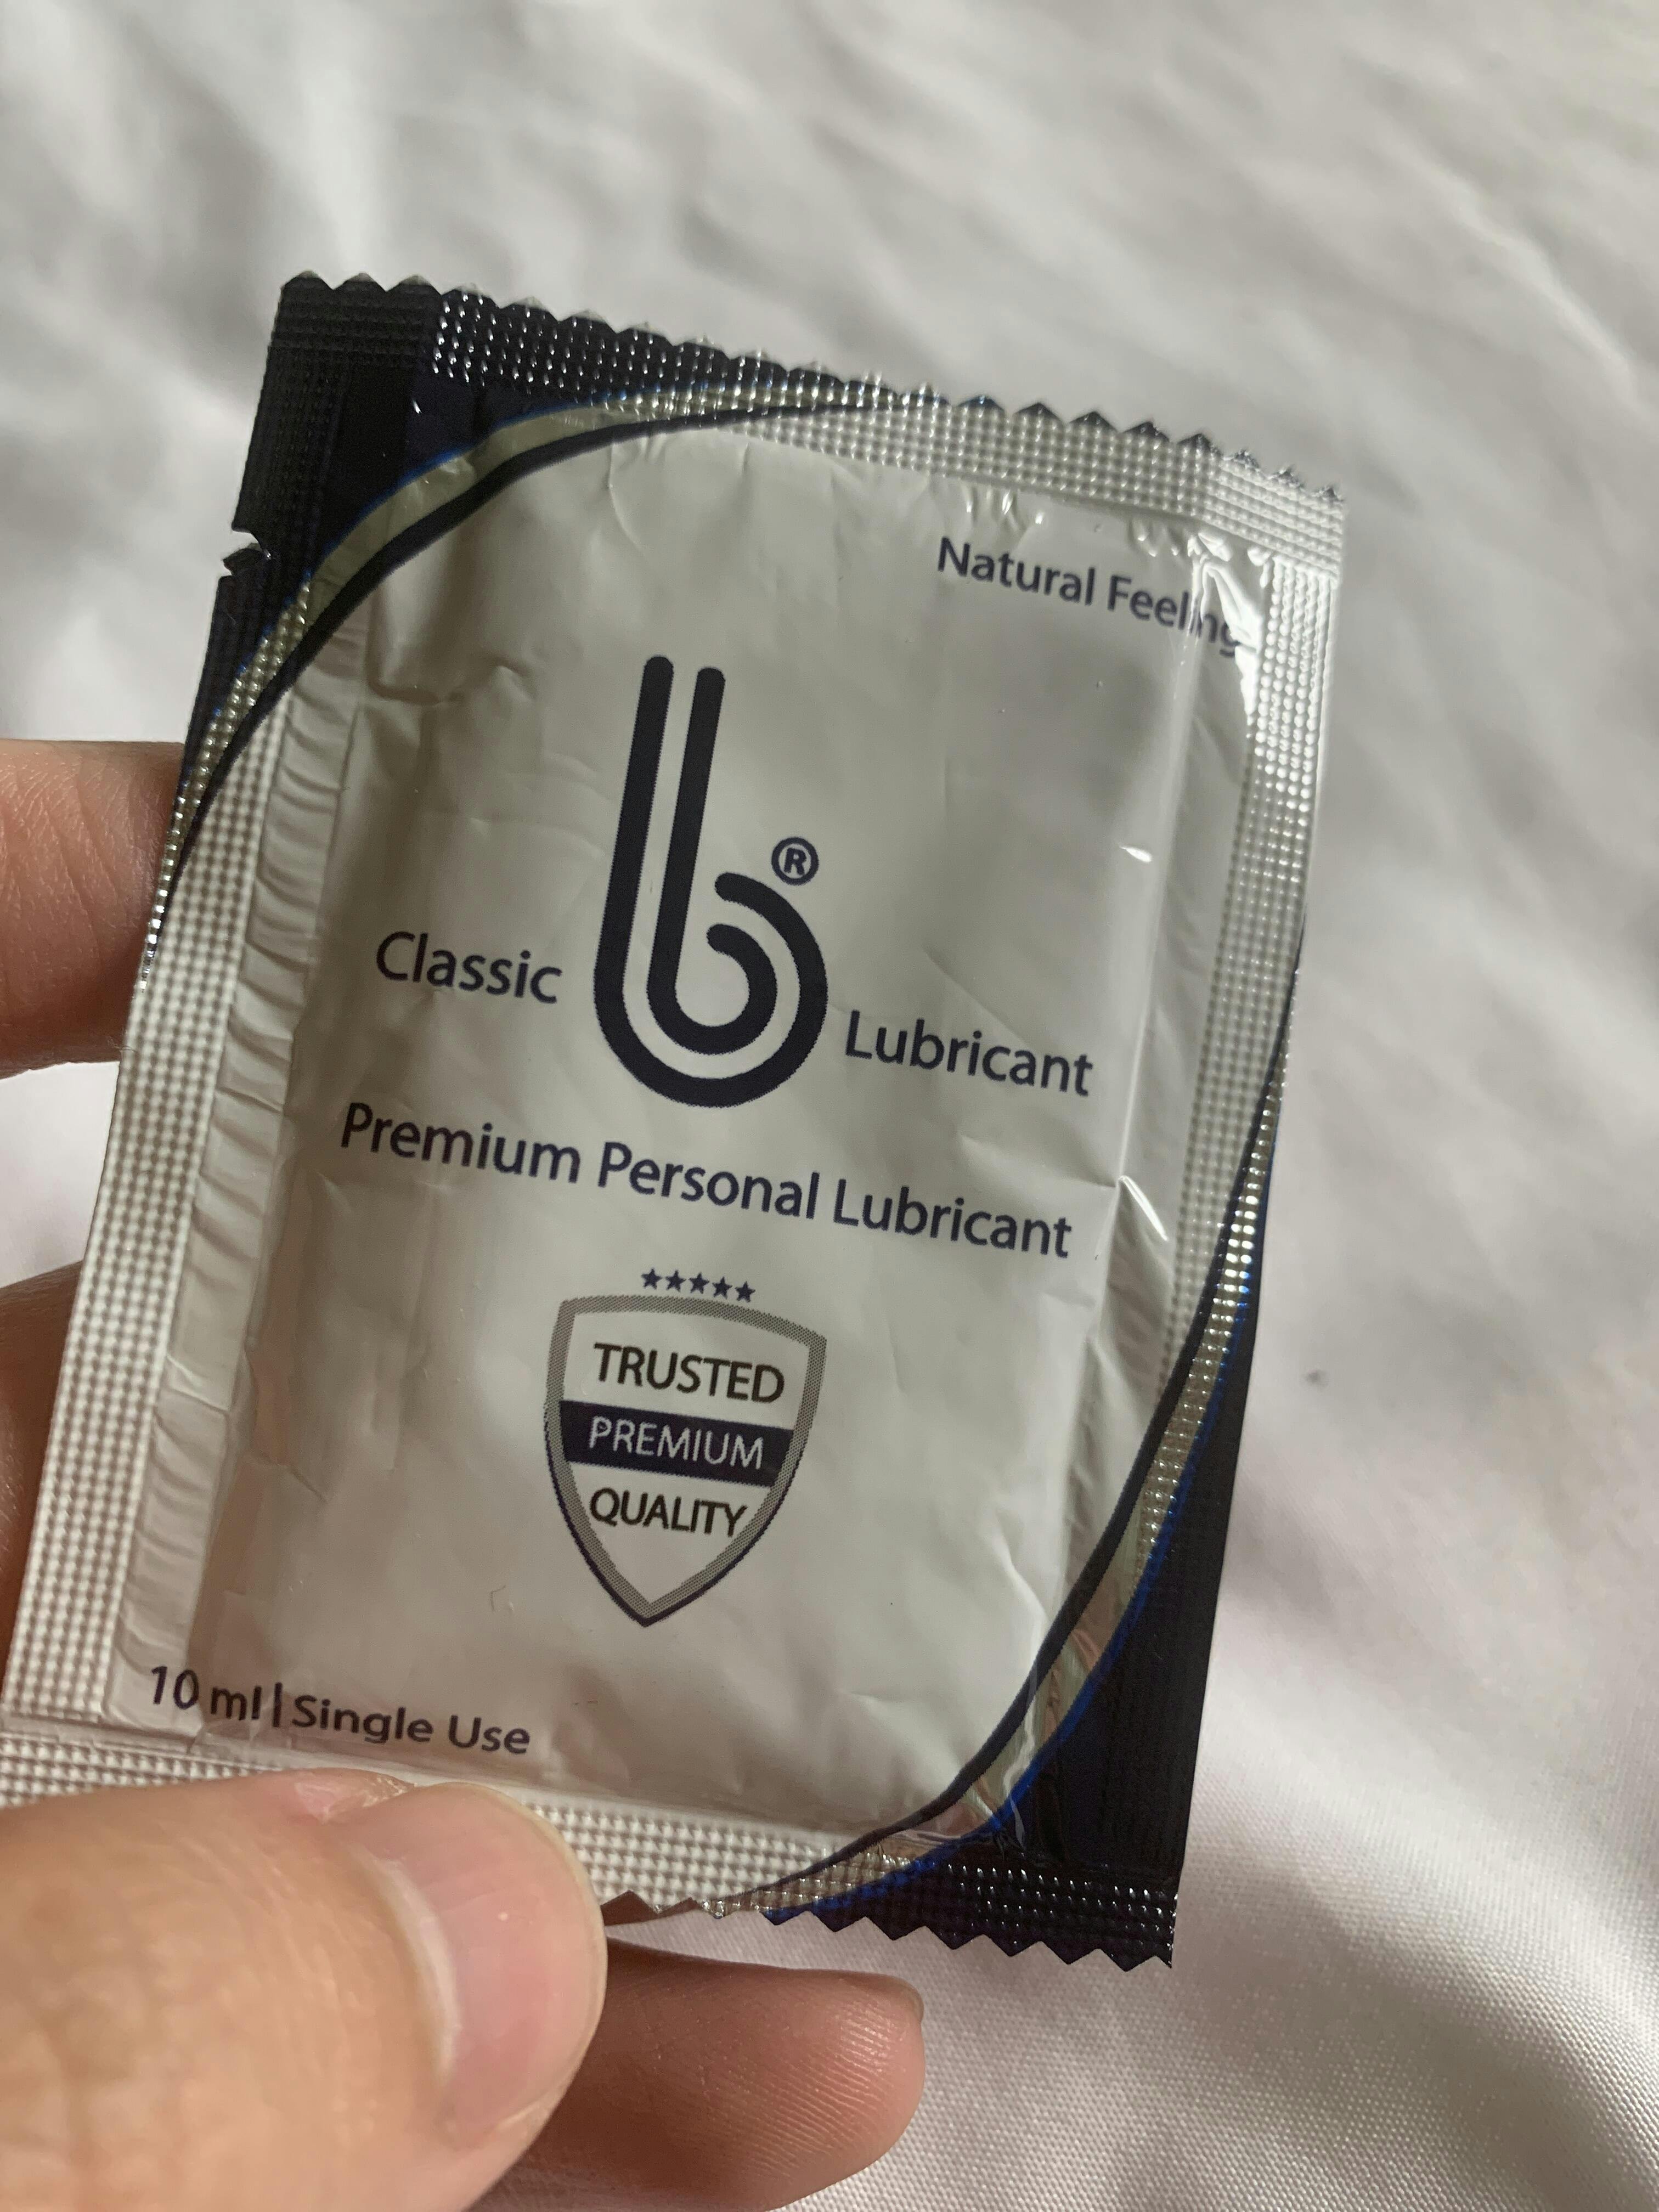 Natural Feeling
b®
Classic
Lubricant
Premium Personal Lubricant
TRUSTED
PREMIUM
QUALITY
10 ml | Single Use